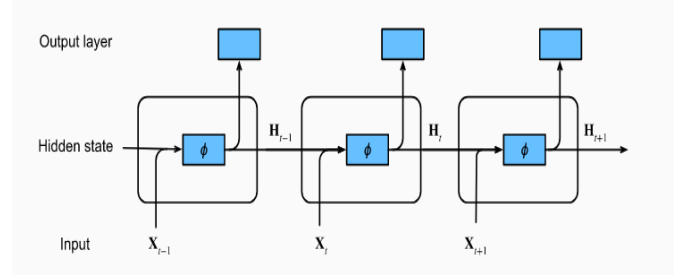 Output layer
Hidden state ϕ H_{t−1} ϕ H_t ϕ H_{t+1}
Input X_{t−1} X_t X_{t+1}